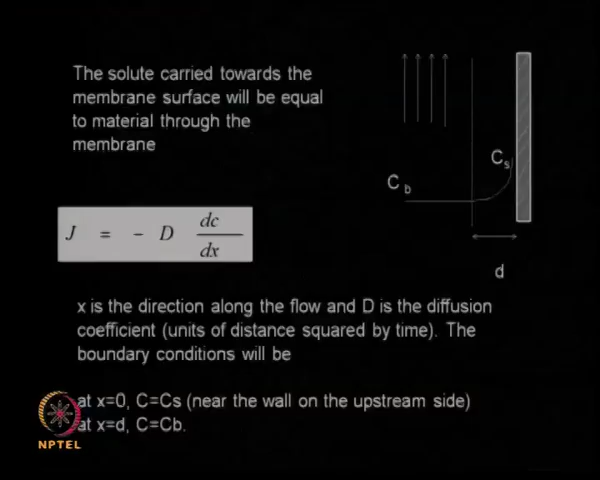 The solute carried towards the
membrane surface will be equal
to material through the
membrane
C_s
C_b
J = - D dc/dx
d
x is the direction along the flow and D is the diffusion
coefficient (units of distance squared by time). The
boundary conditions will be
at x=0, C=Cs (near the wall on the upstream side)
at x=d, C=Cb.
NPTEL